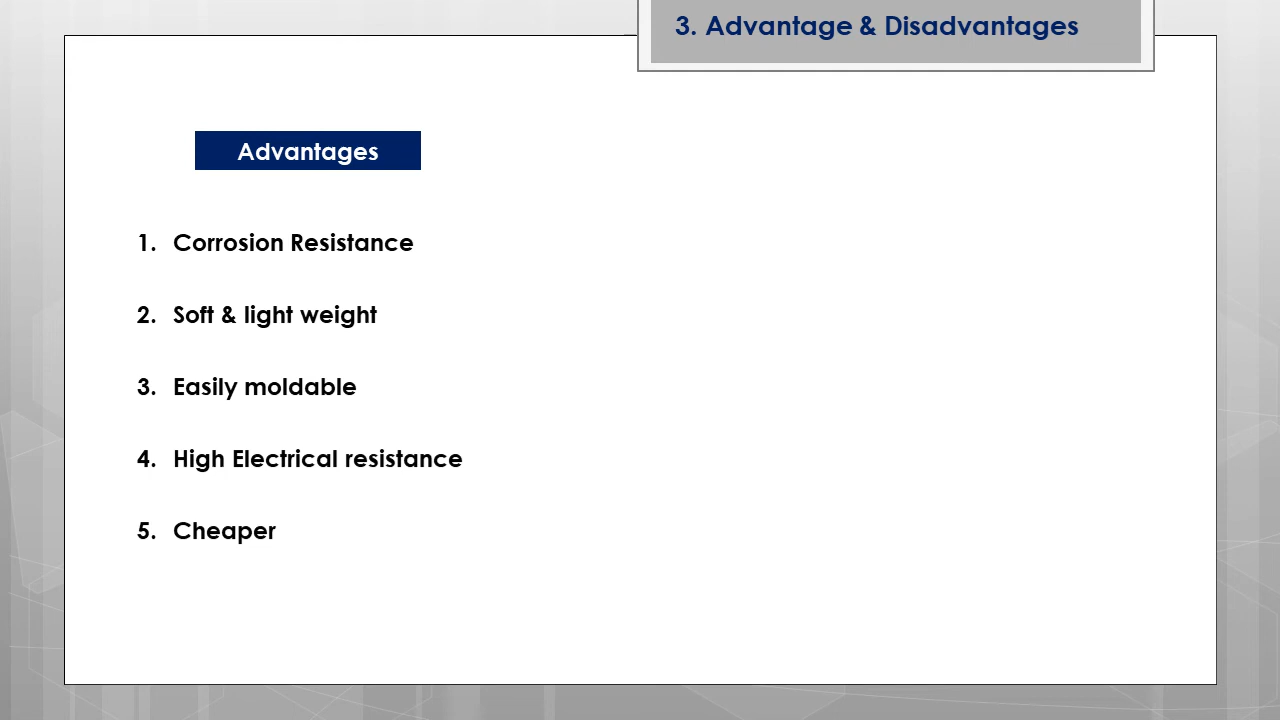 3. Advantage & Disadvantages
Advantages
1. Corrosion Resistance
2. Soft & light weight
3. Easily moldable
4. High Electrical resistance
5. Cheaper